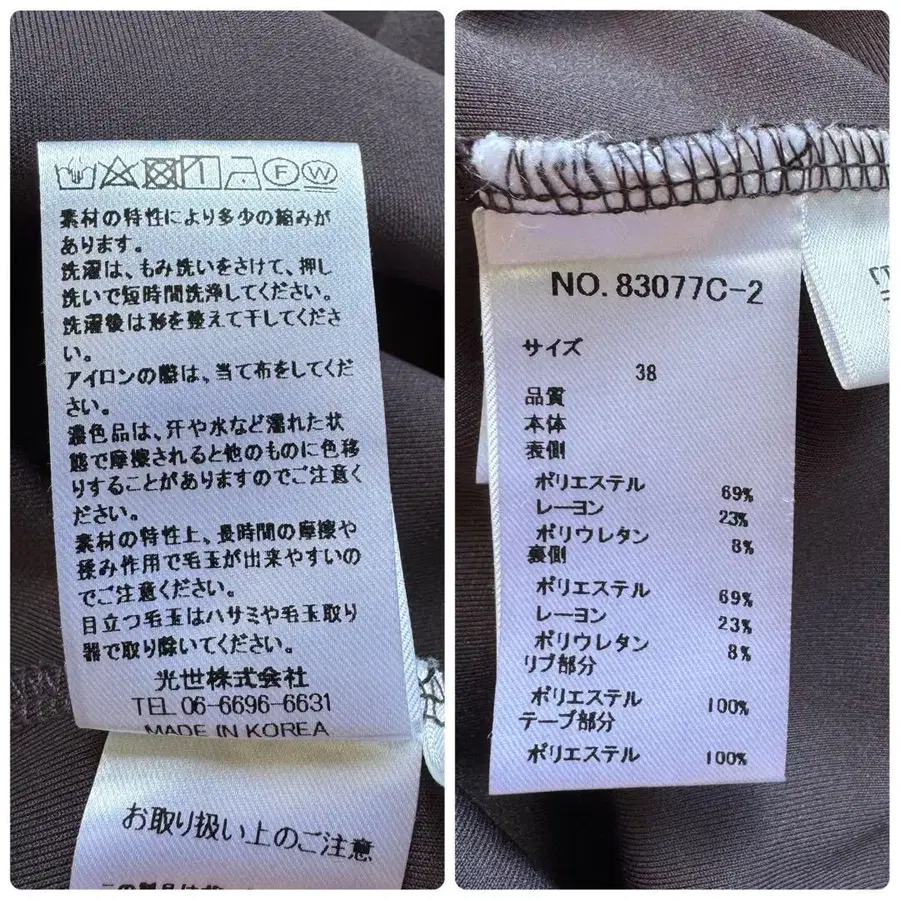 F W
素材の特性により多少の縮みが
あります。
洗濯は、もみ洗いをさけて、押し
洗いで短時間洗浄してください。
洗濯後は形を整えて干してくださ
い。
アイロンの際は、当て布をしてくだ
さい。
濃色品は、汗や水など濡れた状
態で摩擦されると他のものに色移
りすることがありますのでご注意く
ださい。
素材の特性上、長時間の摩擦や
揉み作用で毛玉が出来やすいの
でご注意ください。
目立つ毛玉はハサミや毛玉取り
器で取り除いてください。
光世株式会社
TEL 06-6696-6631
MADE IN KOREA
お取り扱い上のご注意
この製品は
NO.83077C-2
サイズ
38
品質
本体
表側
ポリエステル 69%
レーヨン 23%
ポリウレタン 8%
裏側
ポリエステル 69%
レーヨン 23%
ポリウレタン 8%
リブ部分
ポリエステル 100%
テープ部分
ポリエステル 100%